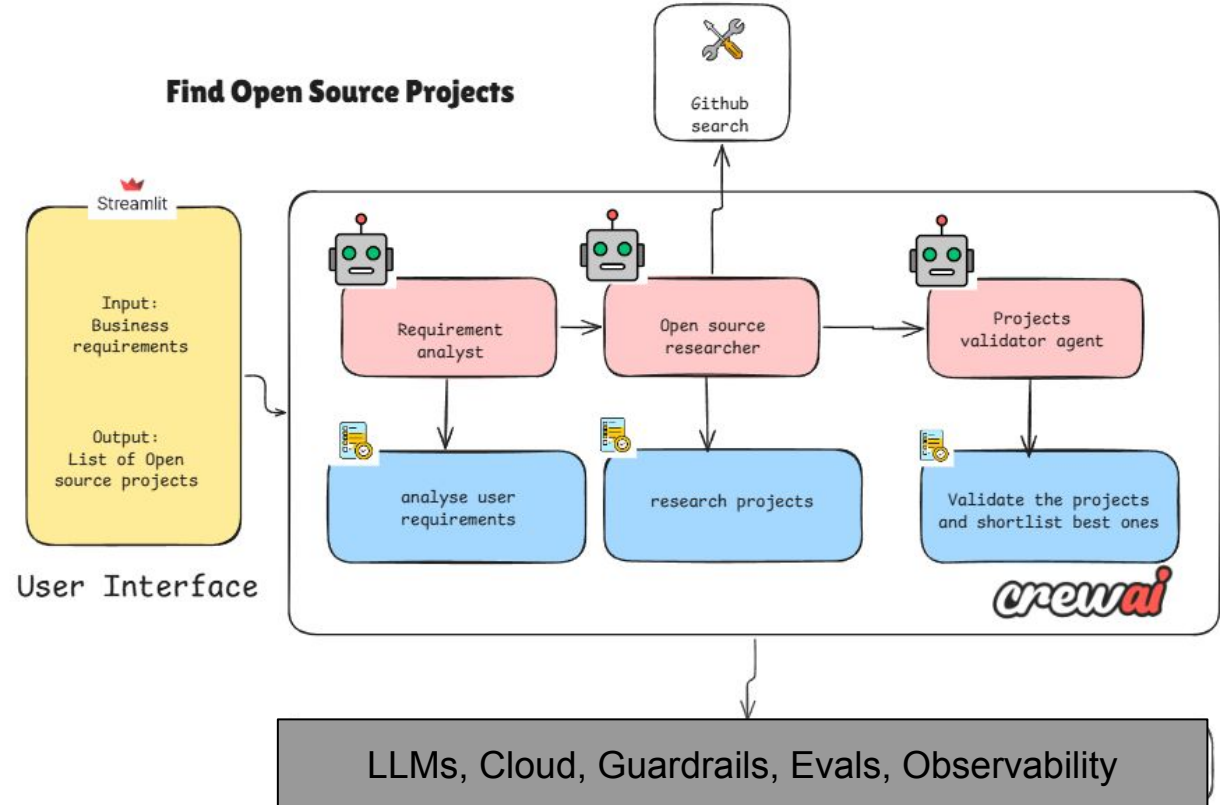 Find Open Source Projects
Github
search
Streamlit
Input:
Business
requirements
Output:
List of Open
source projects
User Interface
Requirement
analyst
Open source
researcher
Projects
validator agent
analyse user
requirements
research projects
Validate the projects
and shortlist best ones
crewai
LLMs, Cloud, Guardrails, Evals, Observability